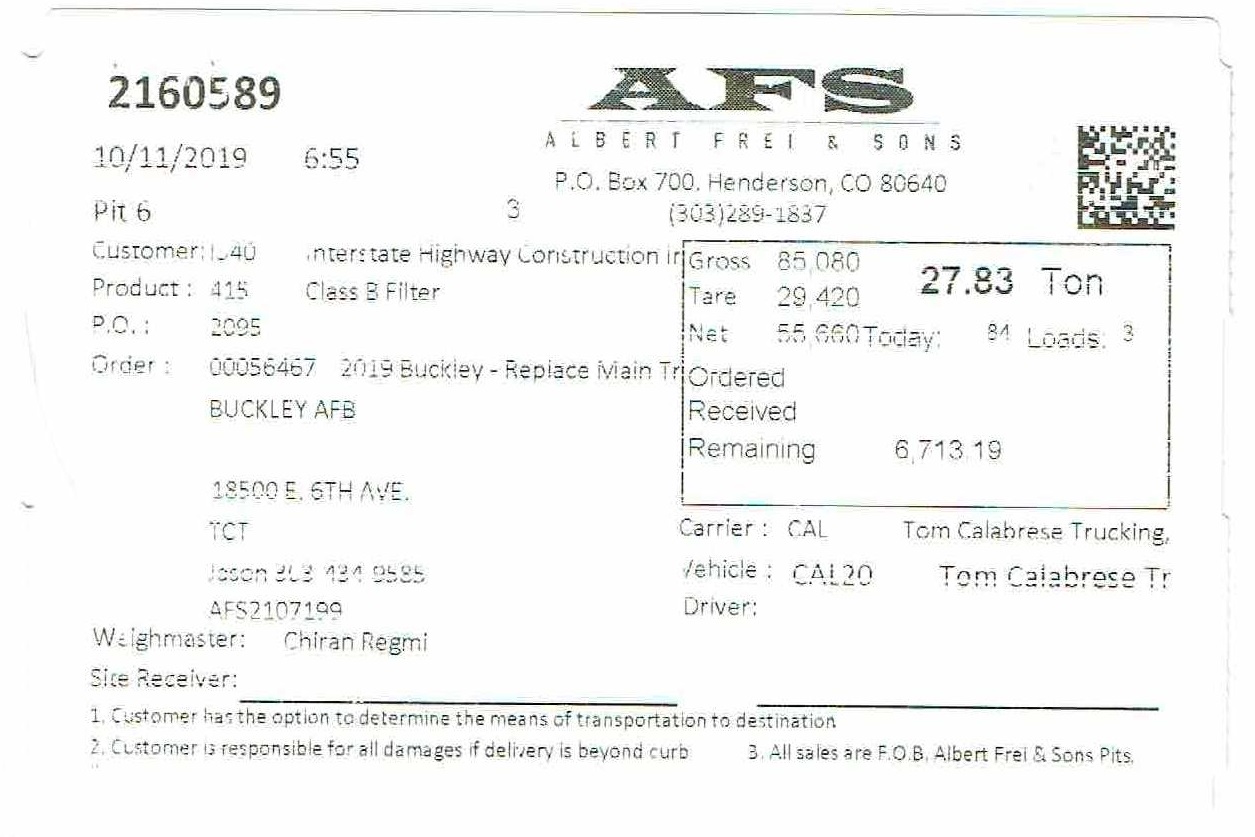 2160589
AFS
ALBERT FREI & SONS
10/11/2019 6:55
P.O. Box 700, Henderson, CO 80640
Pit 6 3 (303)289-1837
Customer: Interstate Highway Construction In
Product : 415 Class B Filter
P.O. : 2095
Order : 00056467 2019 Buckley - Replace Main Tr
BUCKLEY AFB
18500 E. 6TH AVE.
TCT
Jason 303 434 9585
AFS2107199
Gross 85,080 27.83 Ton
Tare 29,420
Net 55,660 Today: 84 Loads: 3
Ordered
Received
Remaining 6,713.19
Carrier : CAL Tom Calabrese Trucking,
Vehicle : CAL20 Tom Calabrese Tr
Driver:
Weighmaster: Chiran Regmi
Site Receiver:
1. Customer has the option to determine the means of transportation to destination
2. Customer is responsible for all damages if delivery is beyond curb 3. All sales are F.O.B. Albert Frei & Sons Pits.